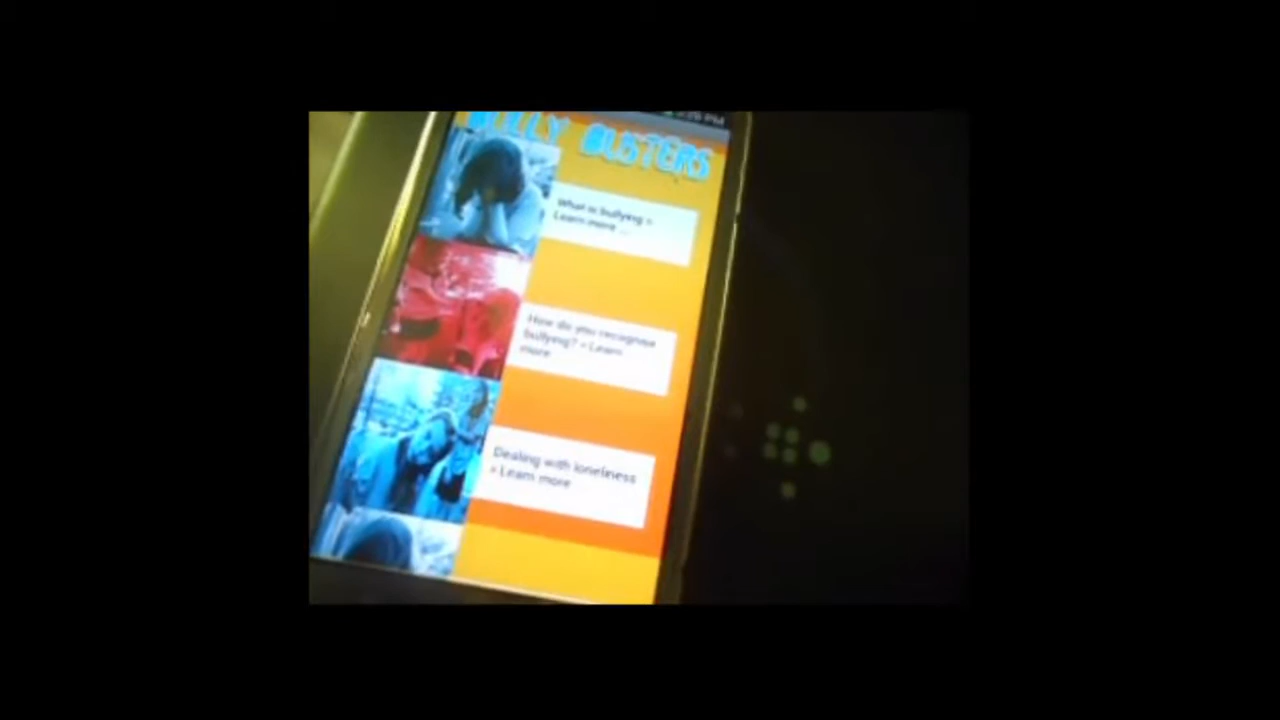 BULLY BUSTERS
What is bullying »
Learn more ...
How do you recognise
bullying? » Learn
more
Dealing with loneliness
» Learn more